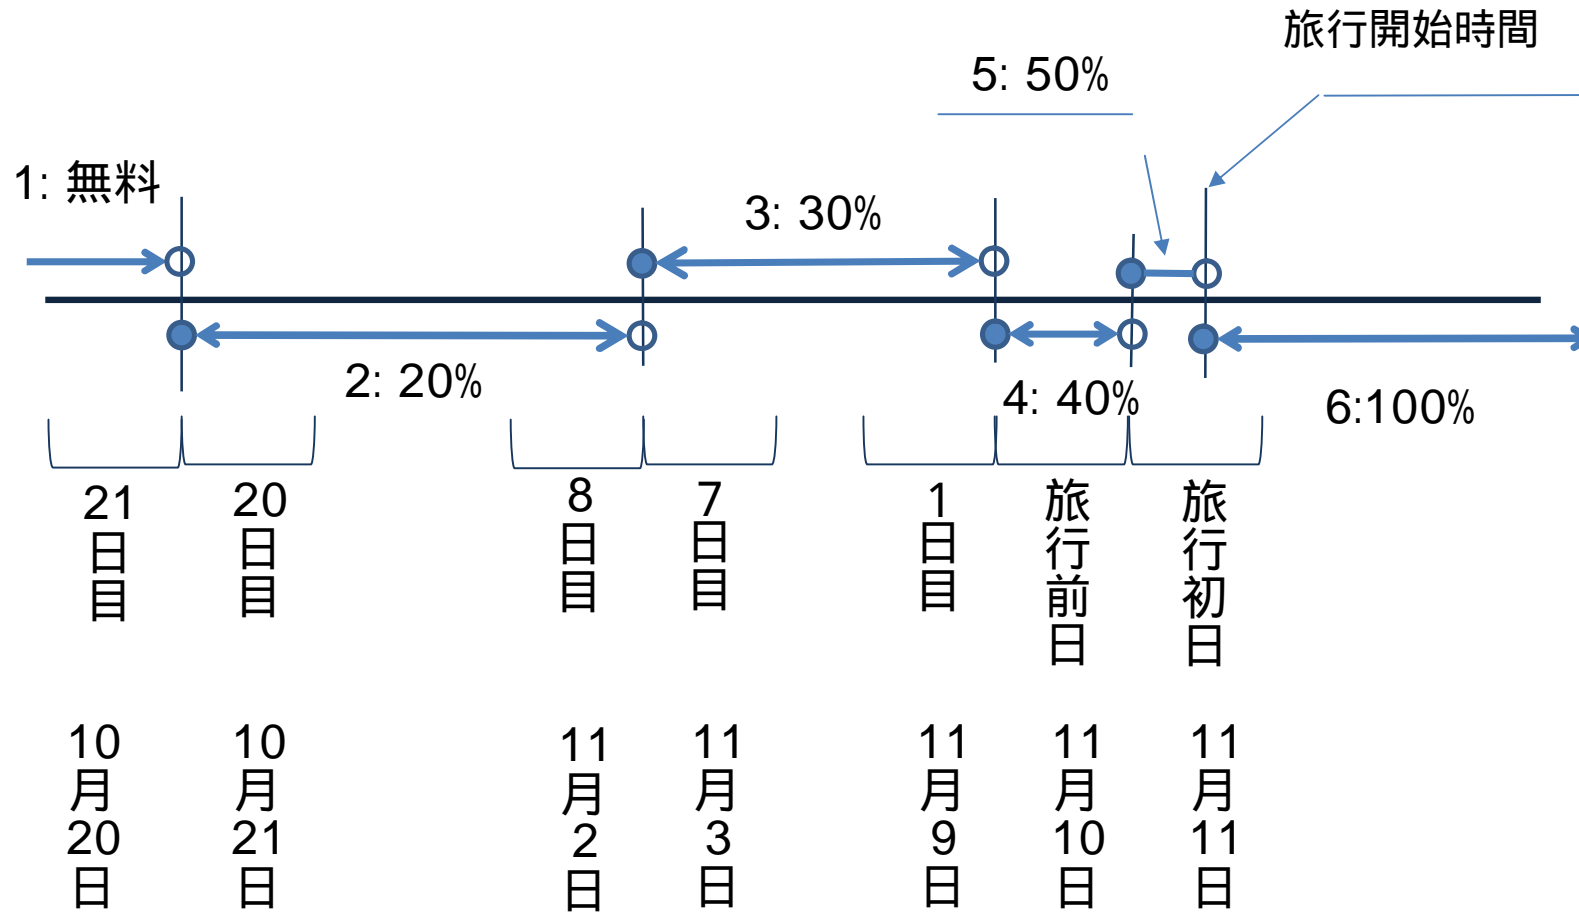 旅行開始時間
5: 50%
1: 無料
3: 30%
2: 20%
4: 40%
6:100%
21日目
20日目
8日目
7日目
1日目
旅行前日
旅行初日
10月20日
10月21日
11月2日
11月3日
11月9日
11月10日
11月11日